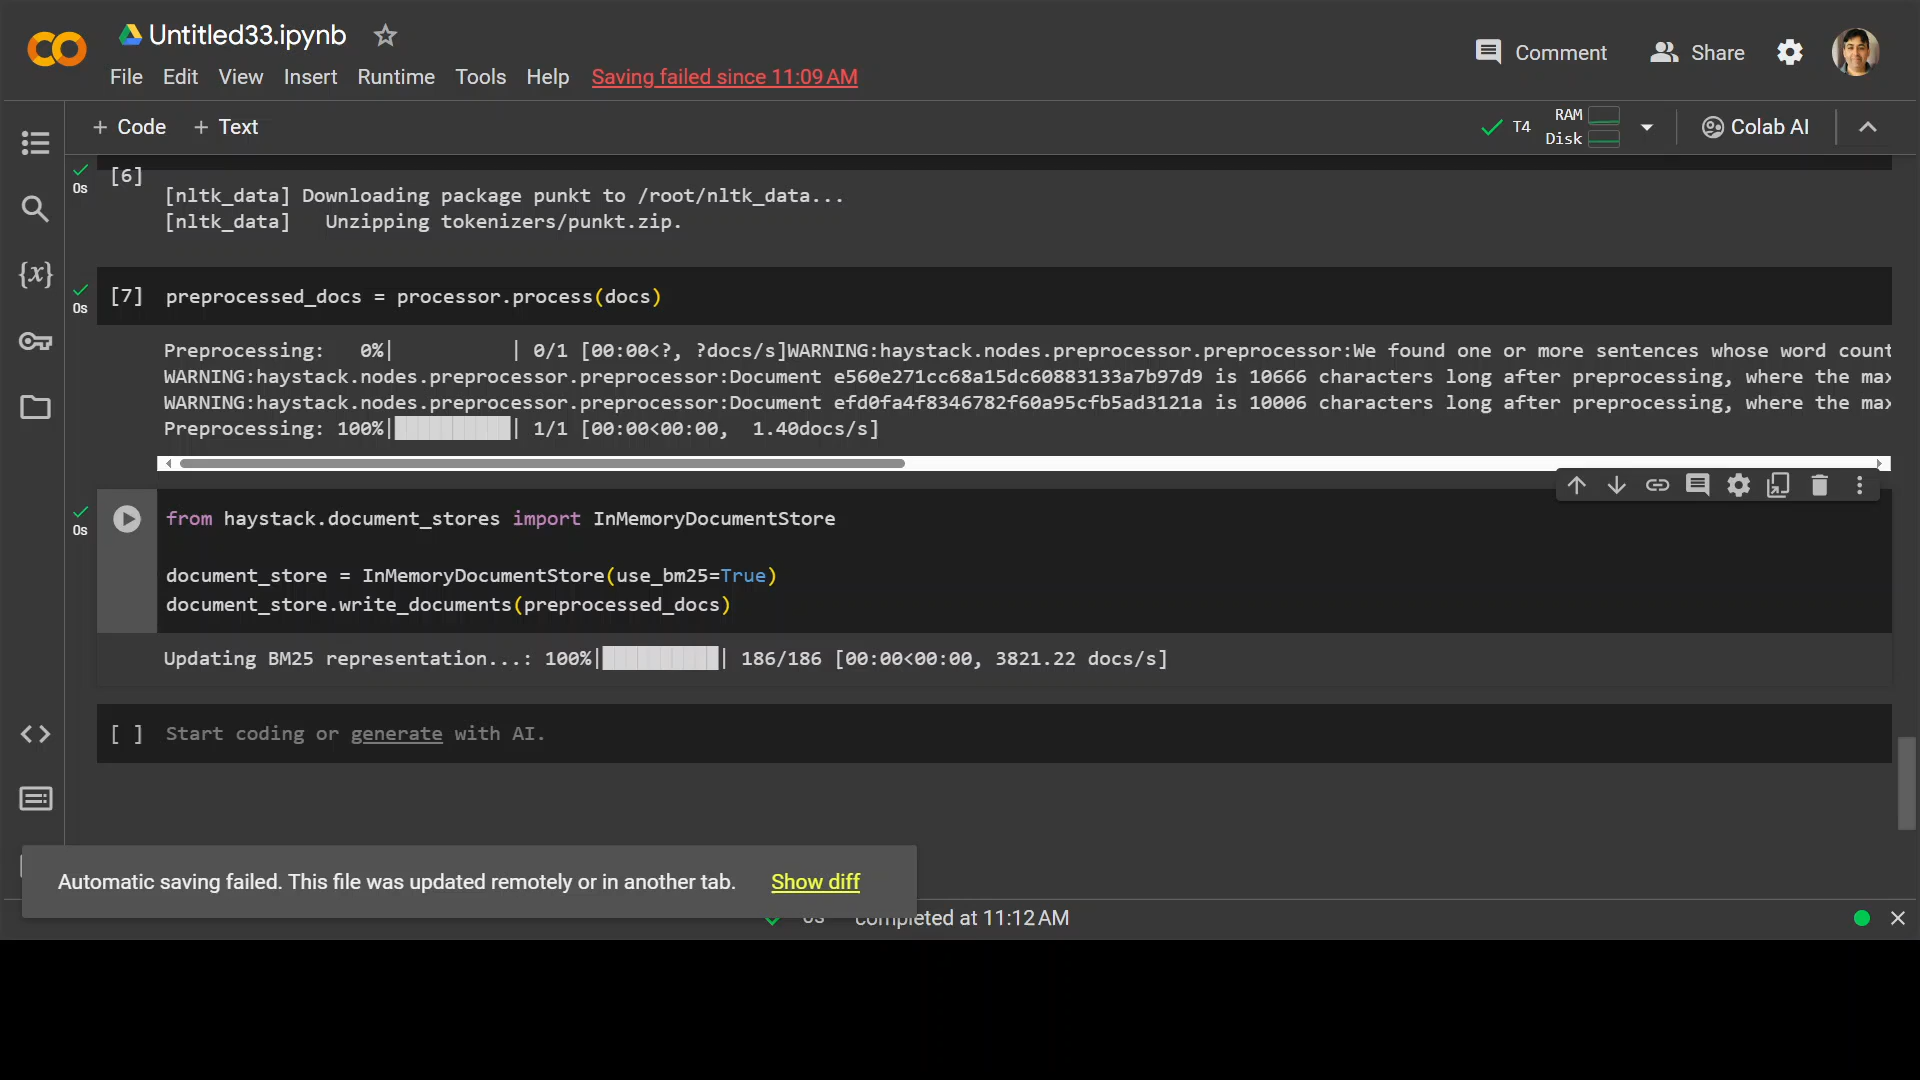 Untitled33.ipynb
File Edit View Insert Runtime Tools Help Saving failed since 11:09 AM
Comment Share
+ Code + Text
T4 RAM Disk Colab AI
0s [6]
[nltk_data] Downloading package punkt to /root/nltk_data...
[nltk_data]   Unzipping tokenizers/punkt.zip.
{x}
0s [7] preprocessed_docs = processor.process(docs)
Preprocessing:   0%|          | 0/1 [00:00<?, ?docs/s]WARNING:haystack.nodes.preprocessor.preprocessor:We found one or more sentences whose word count
WARNING:haystack.nodes.preprocessor.preprocessor:Document e560e271cc68a15dc60883133a7b97d9 is 10666 characters long after preprocessing, where the max
WARNING:haystack.nodes.preprocessor.preprocessor:Document efd0fa4f8346782f60a95cfb5ad3121a is 10006 characters long after preprocessing, where the max
Preprocessing: 100%|██████████| 1/1 [00:00<00:00,  1.40docs/s]
0s from haystack.document_stores import InMemoryDocumentStore
document_store = InMemoryDocumentStore(use_bm25=True)
document_store.write_documents(preprocessed_docs)
Updating BM25 representation...: 100%|██████████| 186/186 [00:00<00:00, 3821.22 docs/s]
[ ] Start coding or generate with AI.
Automatic saving failed. This file was updated remotely or in another tab. Show diff
0s completed at 11:12 AM